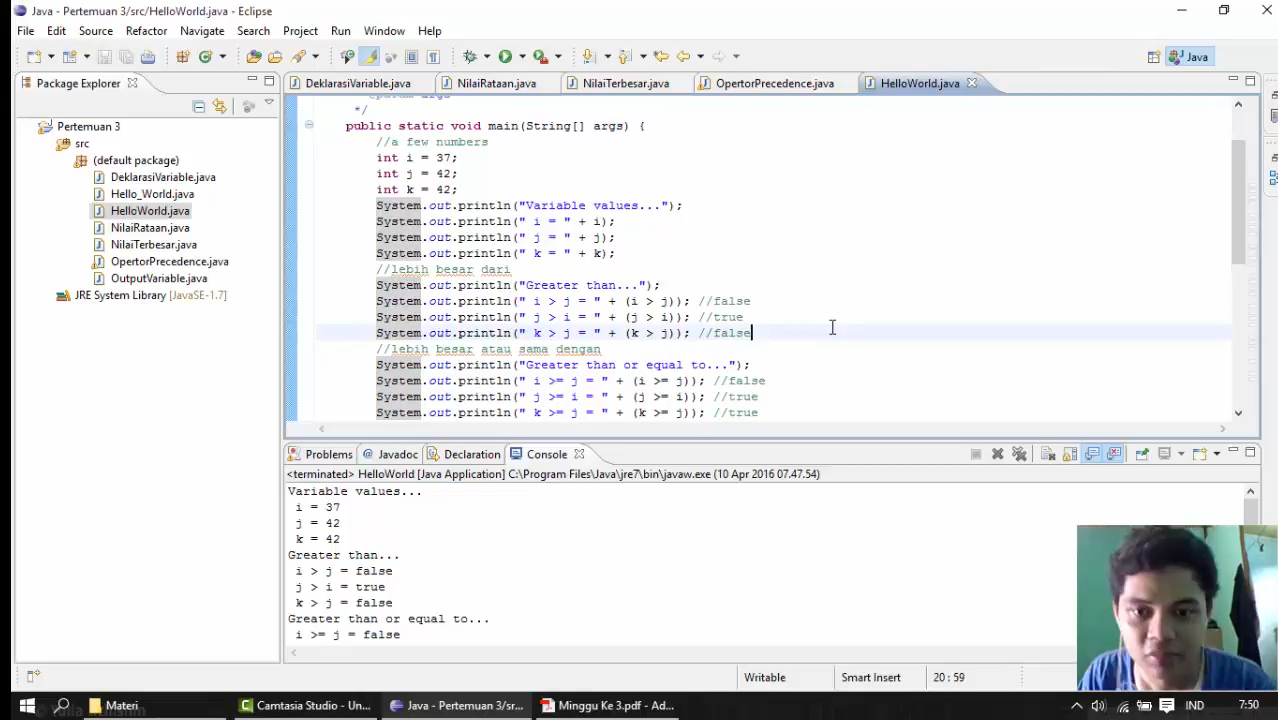 Java - Pertemuan 3/src/HelloWorld.java - Eclipse
File Edit Source Refactor Navigate Search Project Run Window Help
Java
Package Explorer
DeklarasiVariable.java NilaiRataan.java NilaiTerbesar.java OpertorPrecedence.java HelloWorld.java
Pertemuan 3
src
(default package)
DeklarasiVariable.java
Hello_World.java
HelloWorld.java
NilaiRataan.java
NilaiTerbesar.java
OpertorPrecedence.java
OutputVariable.java
JRE System Library [JavaSE-1.7]
*/
public static void main(String[] args) {
//a few numbers
int i = 37;
int j = 42;
int k = 42;
System.out.println("Variable values...");
System.out.println(" i = " + i);
System.out.println(" j = " + j);
System.out.println(" k = " + k);
//lebih besar dari
System.out.println("Greater than...");
System.out.println(" i > j = " + (i > j)); //false
System.out.println(" j > i = " + (j > i)); //true
System.out.println(" k > j = " + (k > j)); //false
//lebih besar atau sama dengan
System.out.println("Greater than or equal to...");
System.out.println(" i >= j = " + (i >= j)); //false
System.out.println(" j >= i = " + (j >= i)); //true
System.out.println(" k >= j = " + (k >= j)); //true
Problems @ Javadoc Declaration Console
<terminated> HelloWorld [Java Application] C:\Program Files\Java\jre7\bin\javaw.exe (10 Apr 2016 07.47.54)
Variable values...
i = 37
j = 42
k = 42
Greater than...
i > j = false
j > i = true
k > j = false
Greater than or equal to...
i >= j = false
Writable Smart Insert 20 : 59
Materi Camtasia Studio - Un... Java - Pertemuan 3/sr... Minggu Ke 3.pdf - Ad... IND 7:50